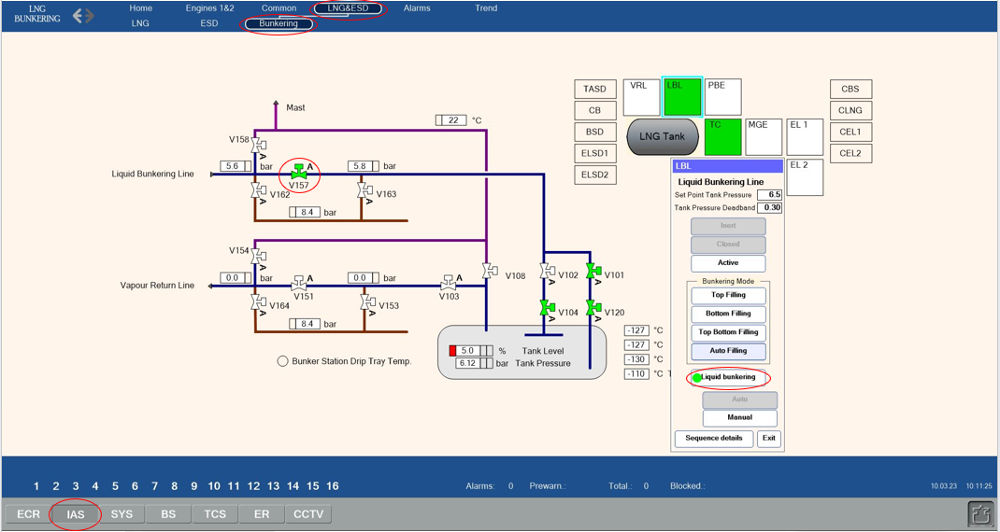 LNG
BUNKERING
Home Engines 1&2 Common LNG&ESD Alarms Trend
LNG ESD Bunkering
Mast
22 °C
V158
A
5.6 bar
A
5.8 bar
Liquid Bunkering Line
V157
V162
A
V163
A
8.4 bar
V154
A
0.0 bar
0.0 bar
A
Vapour Return Line
V151
V103
A
V164
A
V153
A
8.4 bar
V108
V102
A
V101
A
V104
A
V120
A
Bunker Station Drip Tray Temp.
5.0 % Tank Level
6.12 bar Tank Pressure
-127 °C
-127 °C
-130 °C
-110 °C T
TASD
CB
BSD
ELSD1
ELSD2
VRL LBL PBE
LNG Tank
TC MGE EL 1
EL 2
CBS
CLNG
CEL1
CEL2
LBL
Liquid Bunkering Line
Set Point Tank Pressure 6.5
Tank Pressure Deadband 0.30
Inert
Closed
Active
Bunkering Mode
Top Filling
Bottom Filling
Top Bottom Filling
Auto Filling
Liquid bunkering
Auto
Manual
Sequence details Exit
1 2 3 4 5 6 7 8 9 10 11 12 13 14 15 16
Alarms: 0 Prewarn.: Total.: 0 Blocked.:
10.03.23 10:11:25
ECR IAS SYS BS TCS ER CCTV